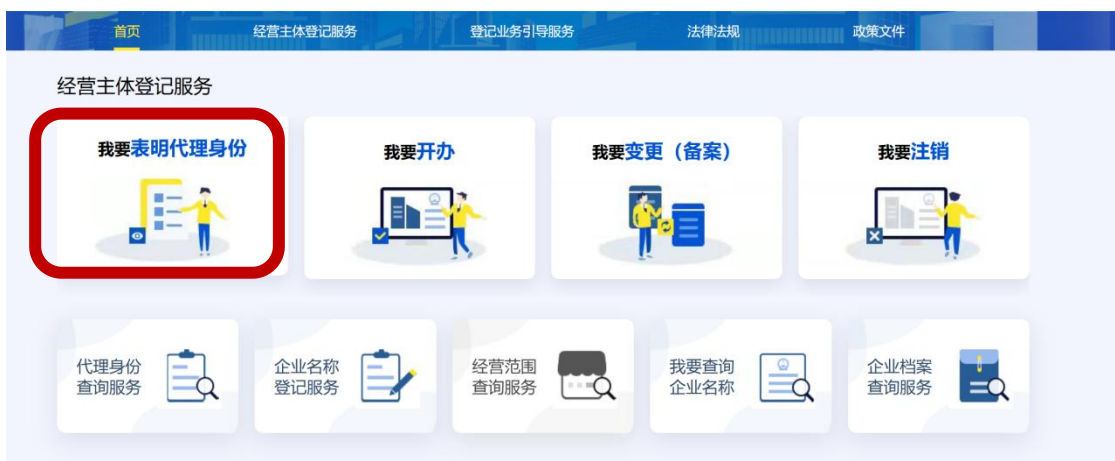 首页 经营主体登记服务 登记业务引导服务 法律法规 政策文件
经营主体登记服务
我要表明代理身份 我要开办 我要变更（备案） 我要注销
代理身份 企业名称 经营范围 我要查询 企业档案
查询服务 登记服务 查询服务 企业名称 查询服务